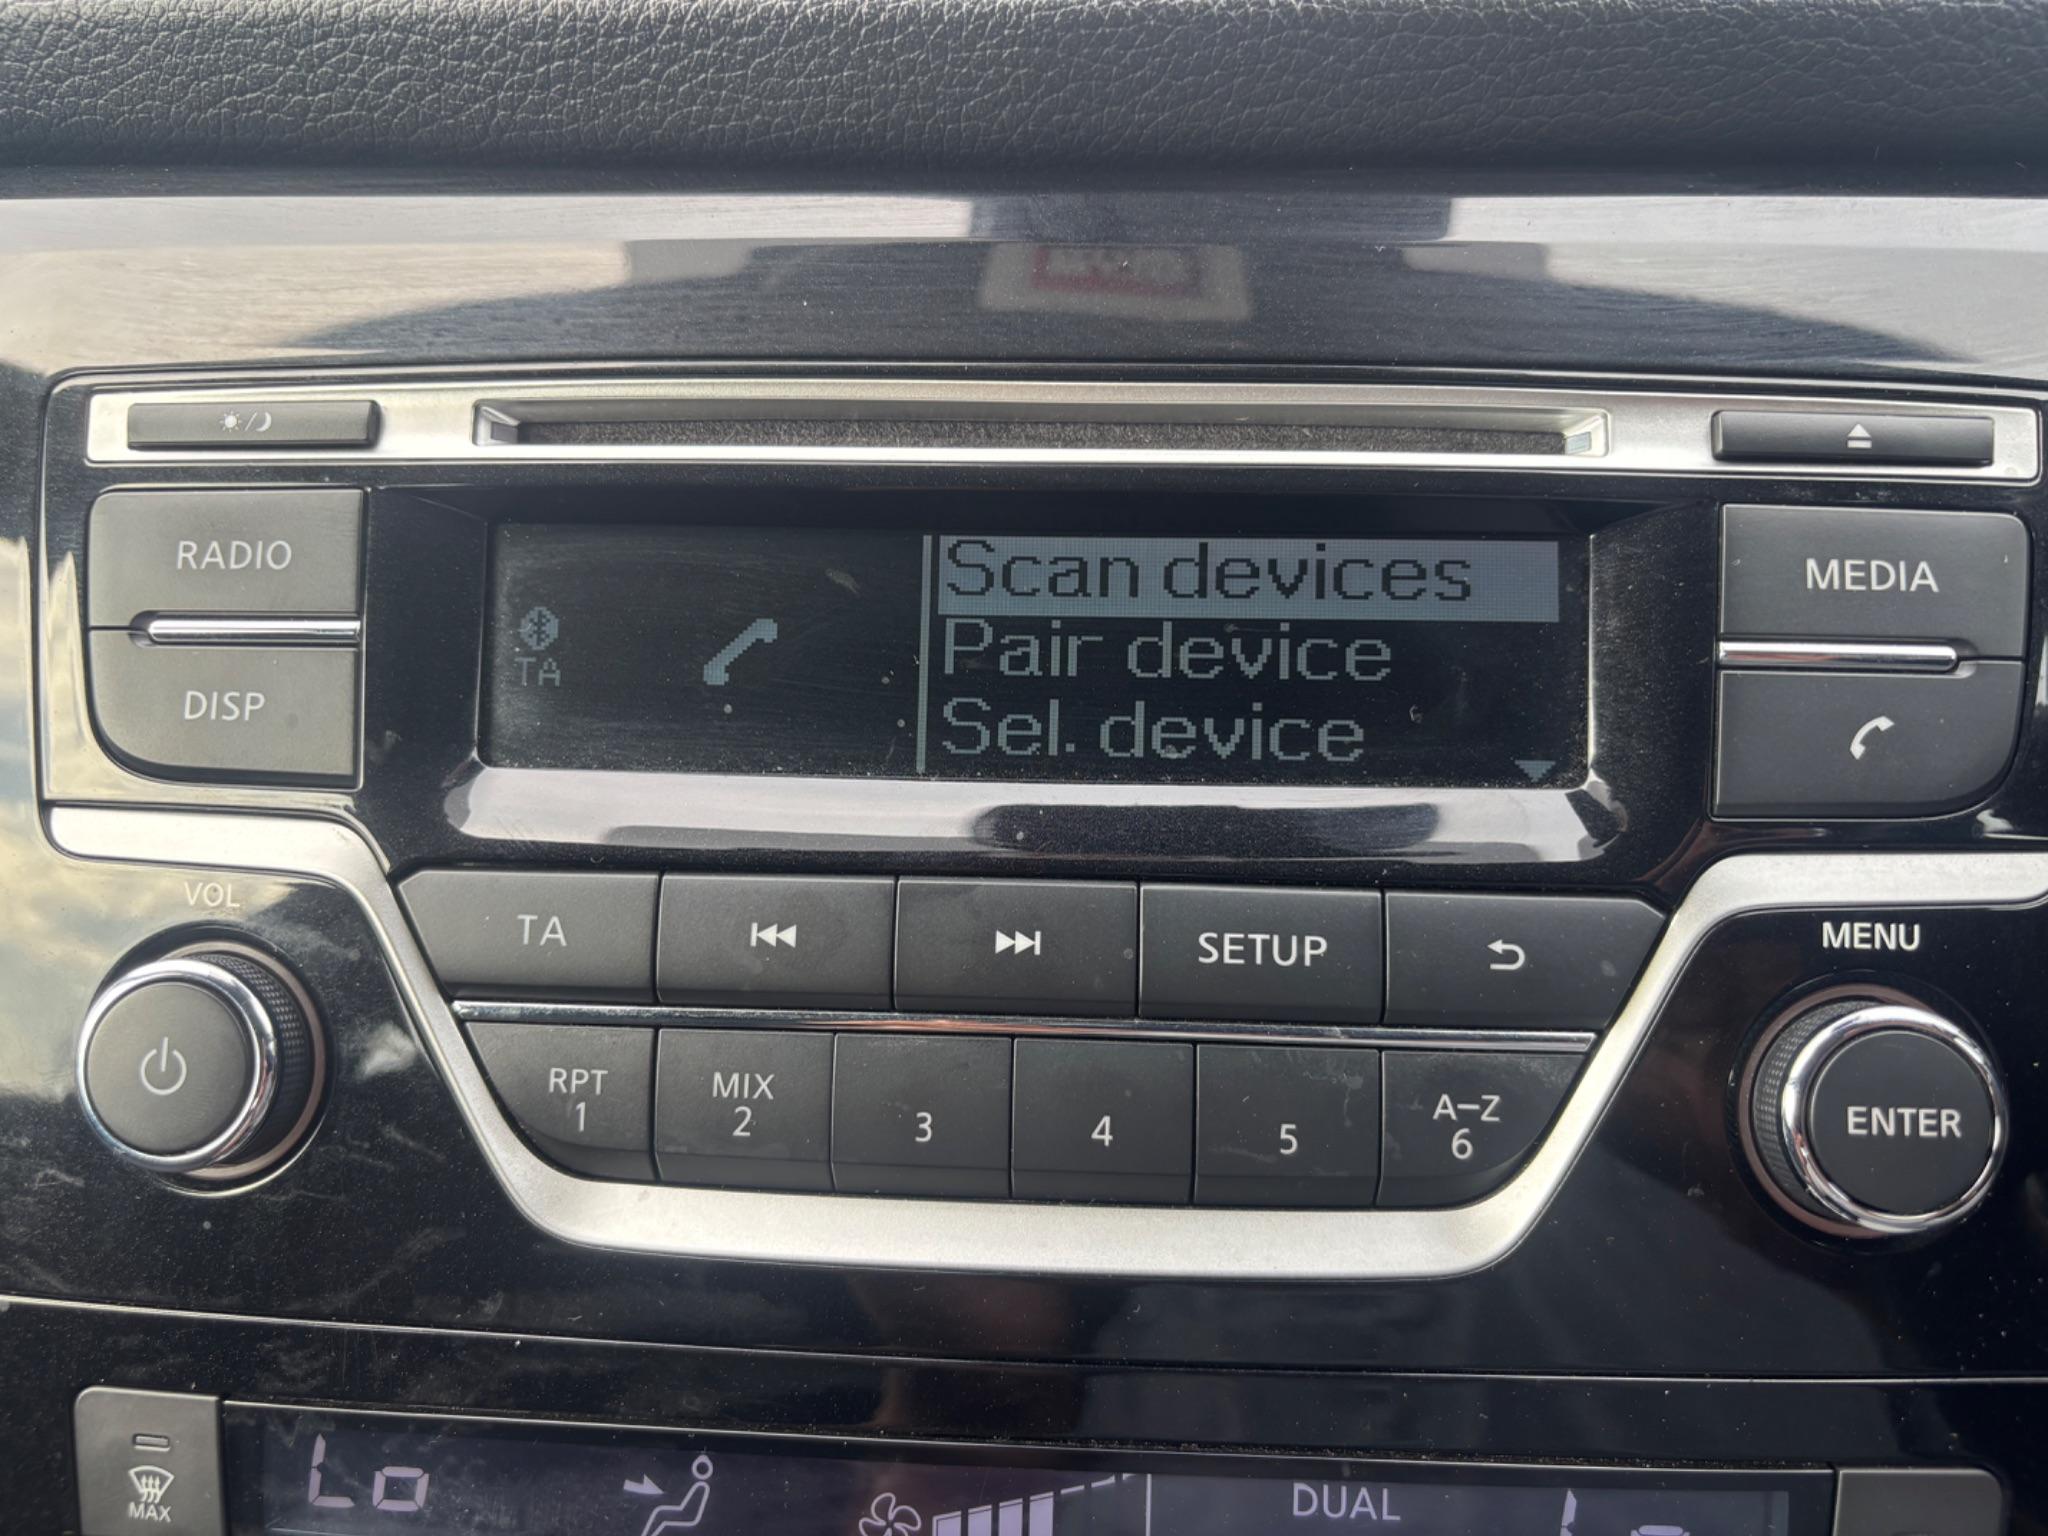 RADIO
DISP
TA
Scan devices
Pair device
Sel. device
MEDIA
VOL
TA
SETUP
MENU
RPT
1
MIX
2
3
4
5
A-Z
6
ENTER
MAX
Lo
DUAL